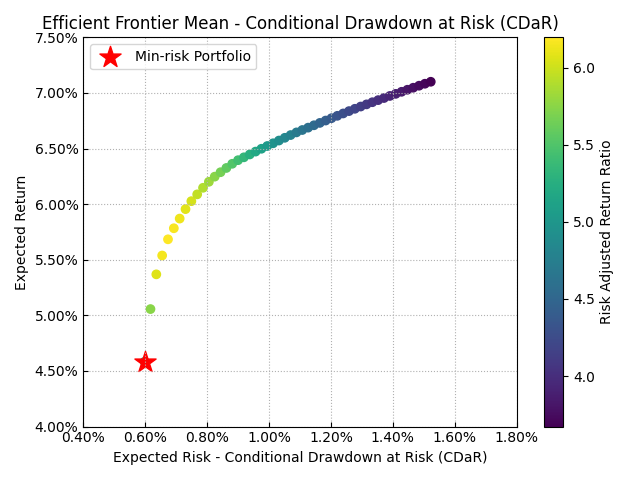 Efficient Frontier Mean - Conditional Drawdown at Risk (CDaR)
Min-risk Portfolio
7.50%
7.00%
6.50%
6.00%
5.50%
5.00%
4.50%
4.00%
Expected Return
0.40% 0.60% 0.80% 1.00% 1.20% 1.40% 1.60% 1.80%
Expected Risk - Conditional Drawdown at Risk (CDaR)
6.0
5.5
5.0
4.5
4.0
Risk Adjusted Return Ratio